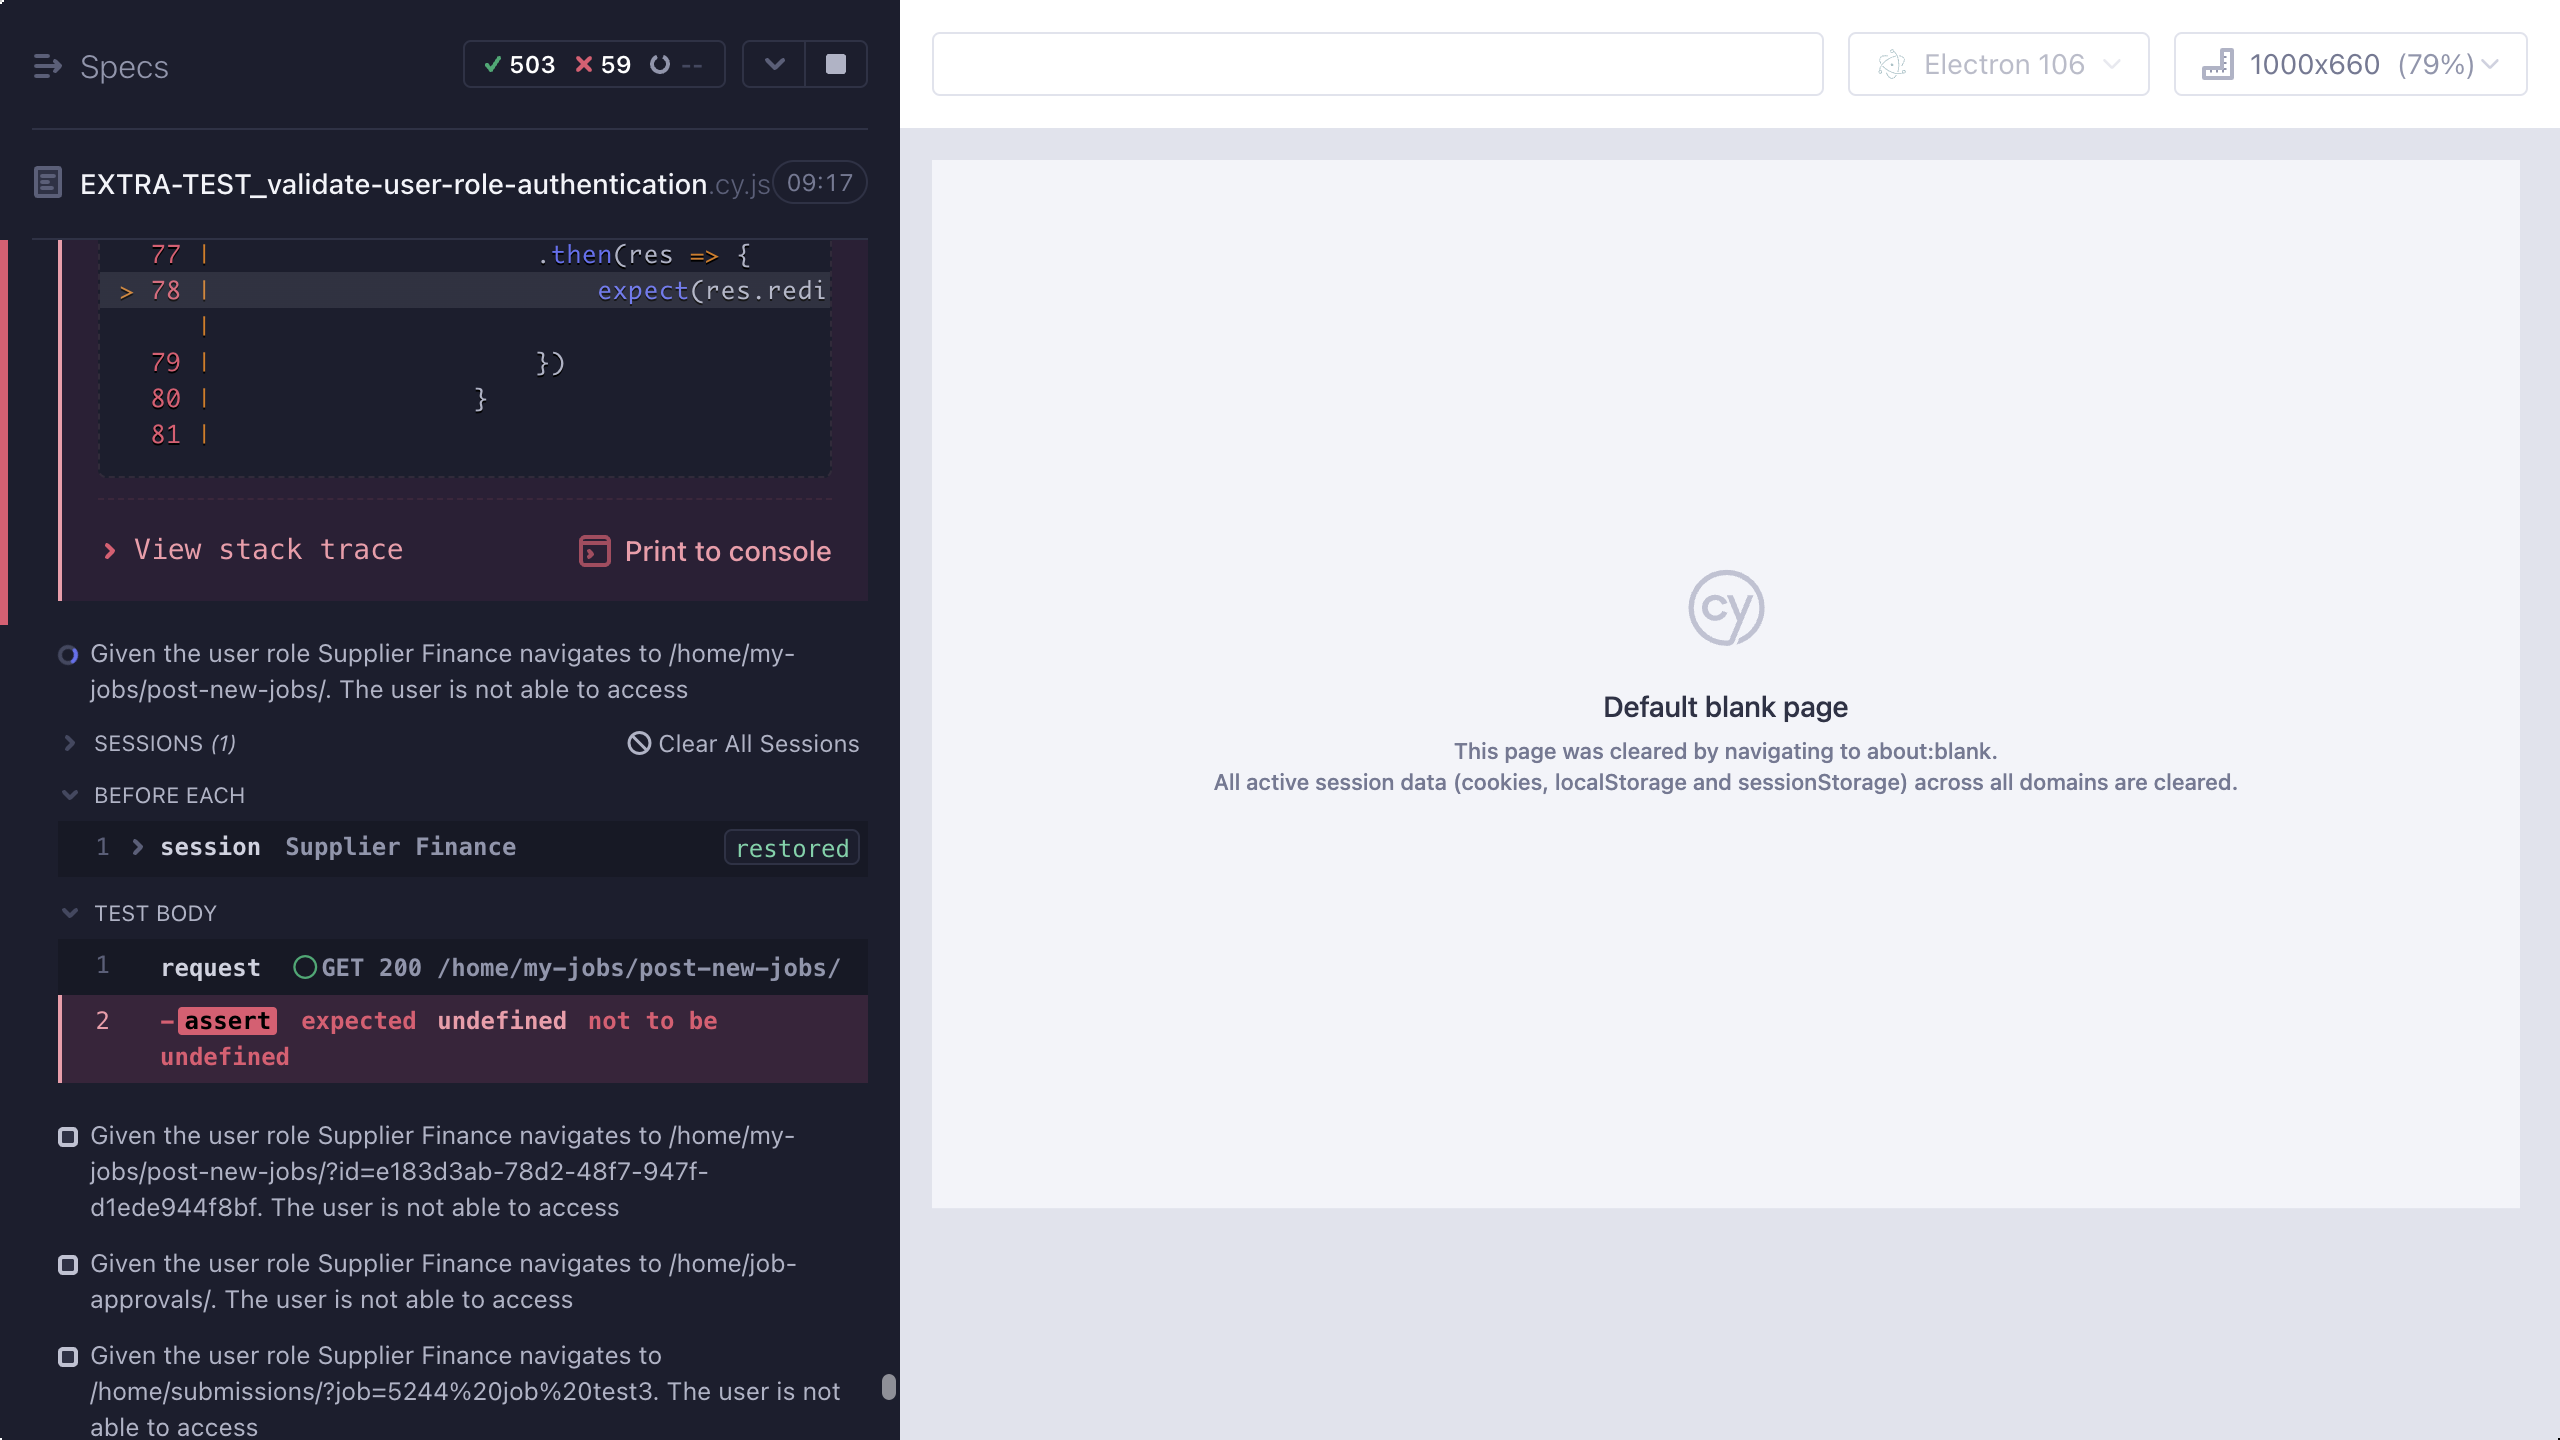 Specs
503 59 --
EXTRA-TEST_validate-user-role-authentication.cy.js 09:17
77 | .then(res => {
> 78 | expect(res.redi
|
79 | })
80 | }
81 |
View stack trace
Print to console
Given the user role Supplier Finance navigates to /home/my-
jobs/post-new-jobs/. The user is not able to access
SESSIONS (1)
Clear All Sessions
BEFORE EACH
1 session Supplier Finance restored
TEST BODY
1 request GET 200 /home/my-jobs/post-new-jobs/
2 -assert expected undefined not to be
undefined
Given the user role Supplier Finance navigates to /home/my-
jobs/post-new-jobs/?id=e183d3ab-78d2-48f7-947f-
d1ede944f8bf. The user is not able to access
Given the user role Supplier Finance navigates to /home/job-
approvals/. The user is not able to access
Given the user role Supplier Finance navigates to
/home/submissions/?job=5244%20job%20test3. The user is not
able to access
Electron 106
1000x660 (79%)
cy
Default blank page
This page was cleared by navigating to about:blank.
All active session data (cookies, localStorage and sessionStorage) across all domains are cleared.